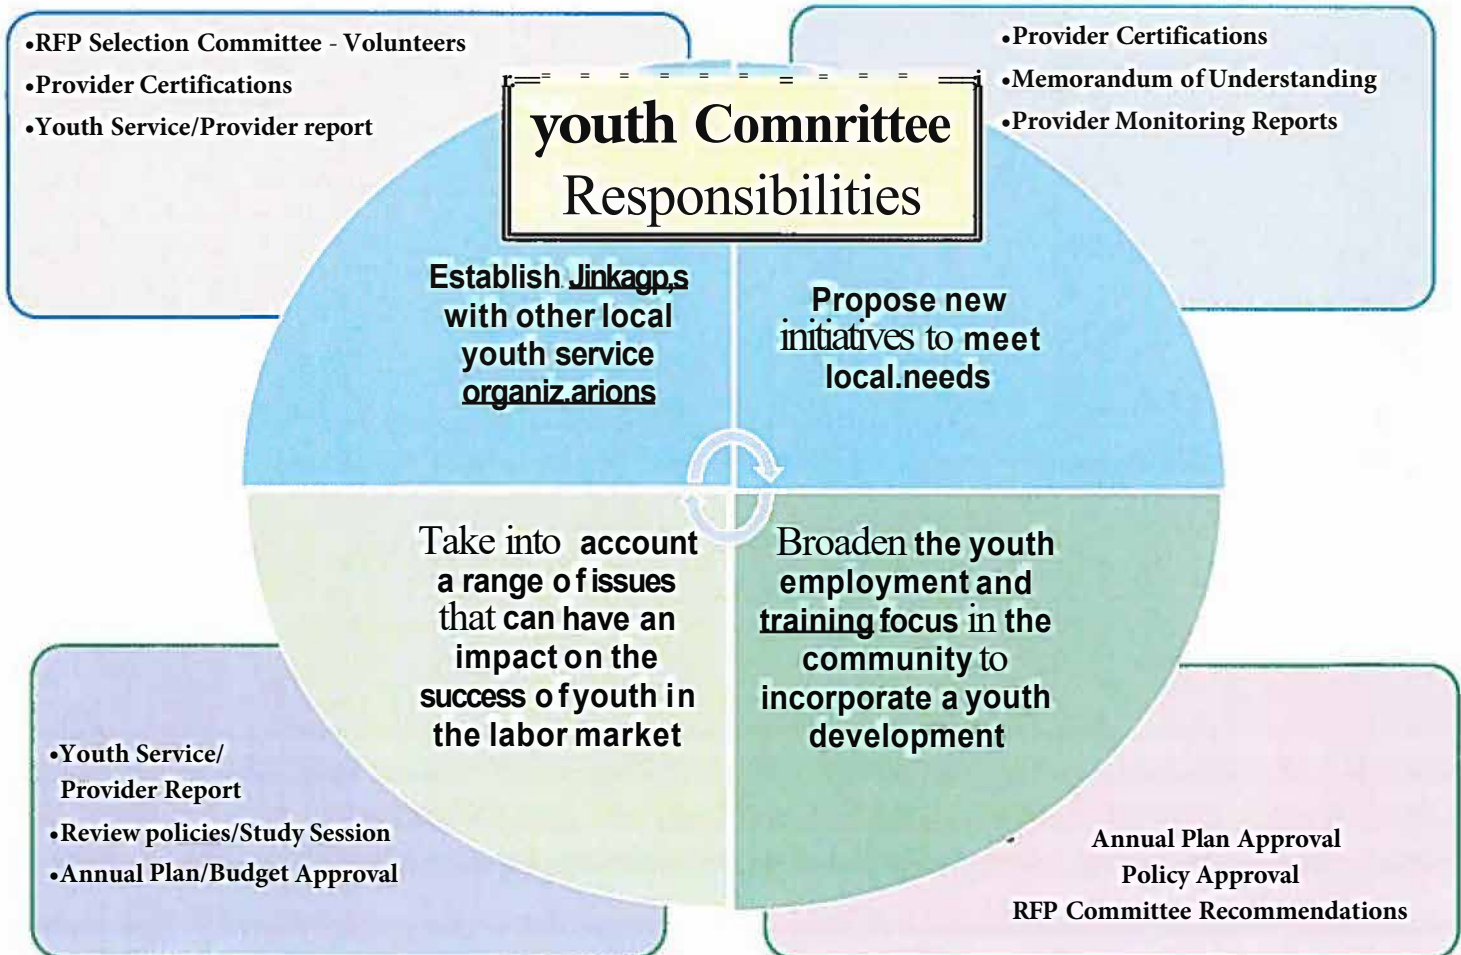 •RFP Selection Committee - Volunteers
•Provider Certifications
•Youth Service/Provider report
•Provider Certifications
•Memorandum of Understanding
•Provider Monitoring Reports
youth Comnrittee
Responsibilities
Establish Jinkagp,s
with other local
youth service
organiz.arions
Propose new
initiatives to meet
local.needs
Take into account
a range of issues
that can have an
impact on the
success of youth in
the labor market
Broaden the youth
employment and
training focus in the
community to
incorporate a youth
development
•Youth Service/
Provider Report
•Review policies/Study Session
•Annual Plan/Budget Approval
Annual Plan Approval
Policy Approval
RFP Committee Recommendations